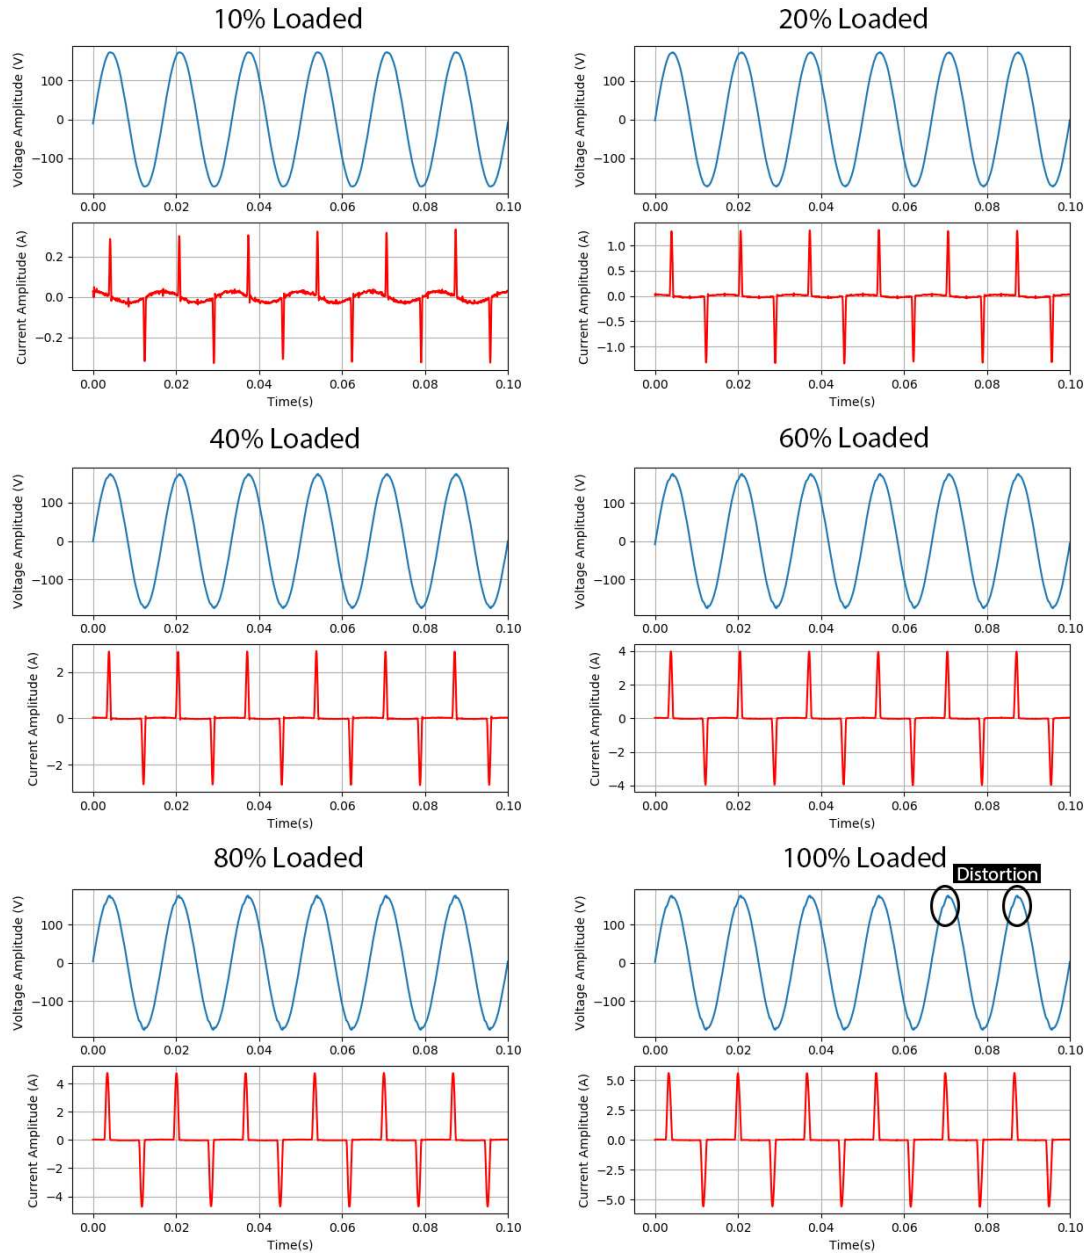 10% Loaded
Voltage Amplitude (V)
100
0
−100
0.00 0.02 0.04 0.06 0.08 0.10
Current Amplitude (A)
0.2
0.0
−0.2
0.00 0.02 0.04 0.06 0.08 0.10
Time(s)
20% Loaded
Voltage Amplitude (V)
100
0
−100
0.00 0.02 0.04 0.06 0.08 0.10
Current Amplitude (A)
1.0
0.5
0.0
−0.5
−1.0
0.00 0.02 0.04 0.06 0.08 0.10
Time(s)
40% Loaded
Voltage Amplitude (V)
100
0
−100
0.00 0.02 0.04 0.06 0.08 0.10
Current Amplitude (A)
2
0
−2
0.00 0.02 0.04 0.06 0.08 0.10
Time(s)
60% Loaded
Voltage Amplitude (V)
100
0
−100
0.00 0.02 0.04 0.06 0.08 0.10
Current Amplitude (A)
4
2
0
−2
−4
0.00 0.02 0.04 0.06 0.08 0.10
Time(s)
80% Loaded
Voltage Amplitude (V)
100
0
−100
0.00 0.02 0.04 0.06 0.08 0.10
Current Amplitude (A)
4
2
0
−2
−4
0.00 0.02 0.04 0.06 0.08 0.10
Time(s)
100% Loaded
Distortion
Voltage Amplitude (V)
100
0
−100
0.00 0.02 0.04 0.06 0.08 0.10
Current Amplitude (A)
5.0
2.5
0.0
−2.5
−5.0
0.00 0.02 0.04 0.06 0.08 0.10
Time(s)